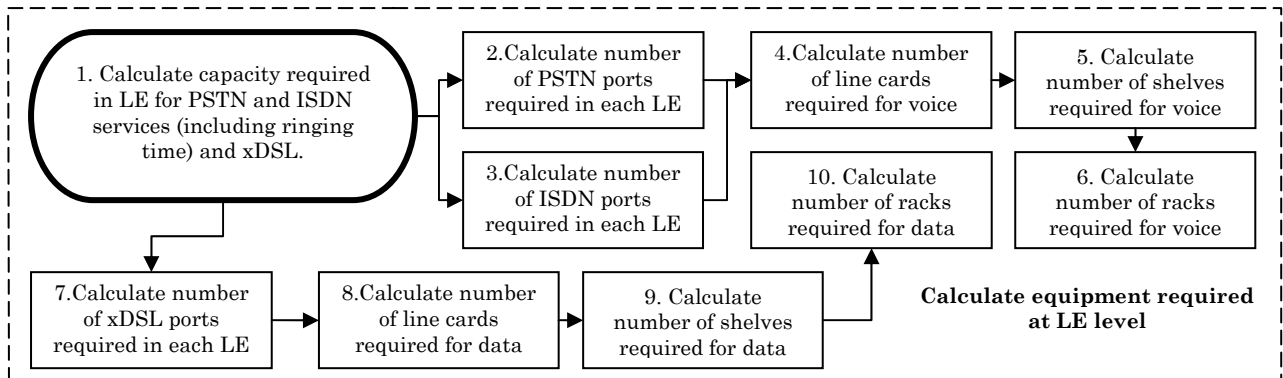 1. Calculate capacity required
in LE for PSTN and ISDN
services (including ringing
time) and xDSL.
2.Calculate number
of PSTN ports
required in each LE
3.Calculate number
of ISDN ports
required in each LE
4.Calculate number
of line cards
required for voice
5. Calculate
number of shelves
required for voice
6. Calculate
number of racks
required for voice
7.Calculate number
of xDSL ports
required in each LE
8.Calculate number
of line cards
required for data
9. Calculate
number of shelves
required for data
10. Calculate
number of racks
required for data
Calculate equipment required
at LE level